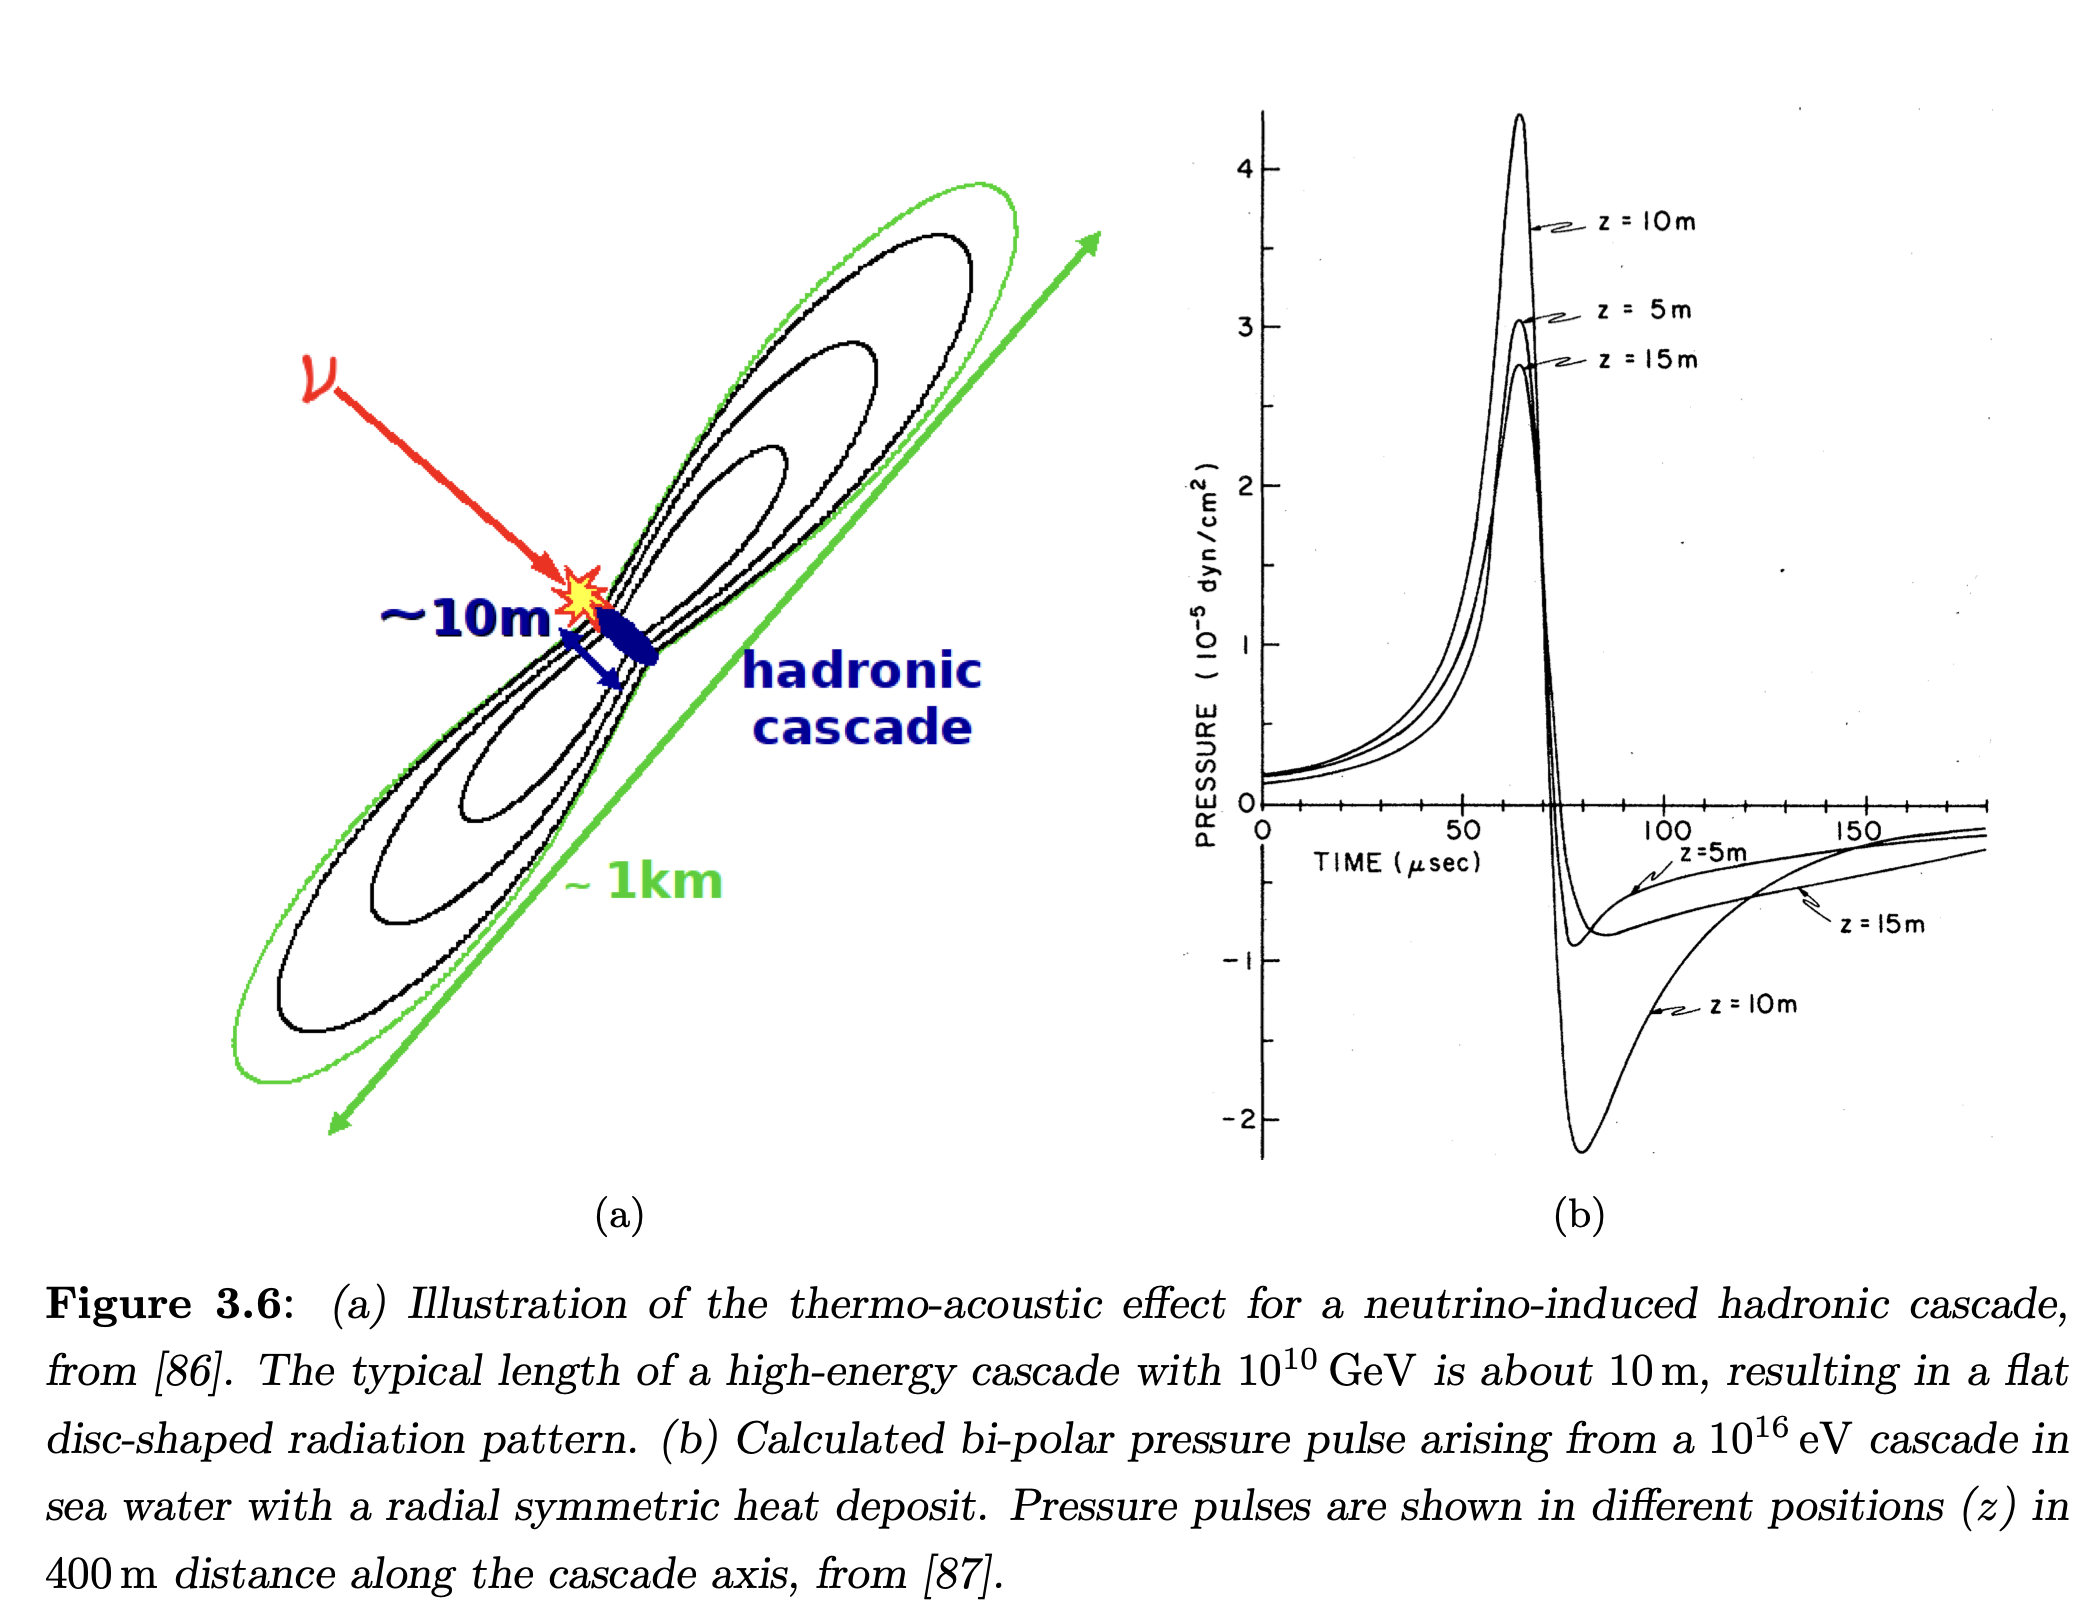 ν
~10m
hadronic
cascade
~ 1km
(a)
PRESSURE (10⁻⁵ dyn/cm²)
4
3
2
1
0
-1
-2
0
50
100
150
TIME (μsec)
z = 10m
z = 5m
z = 15m
z=5m
z=15m
z=10m
(b)
Figure 3.6: (a) Illustration of the thermo-acoustic effect for a neutrino-induced hadronic cascade,
from [86]. The typical length of a high-energy cascade with 10¹⁰ GeV is about 10 m, resulting in a flat
disc-shaped radiation pattern. (b) Calculated bi-polar pressure pulse arising from a 10¹⁶ eV cascade in
sea water with a radial symmetric heat deposit. Pressure pulses are shown in different positions (z) in
400 m distance along the cascade axis, from [87].